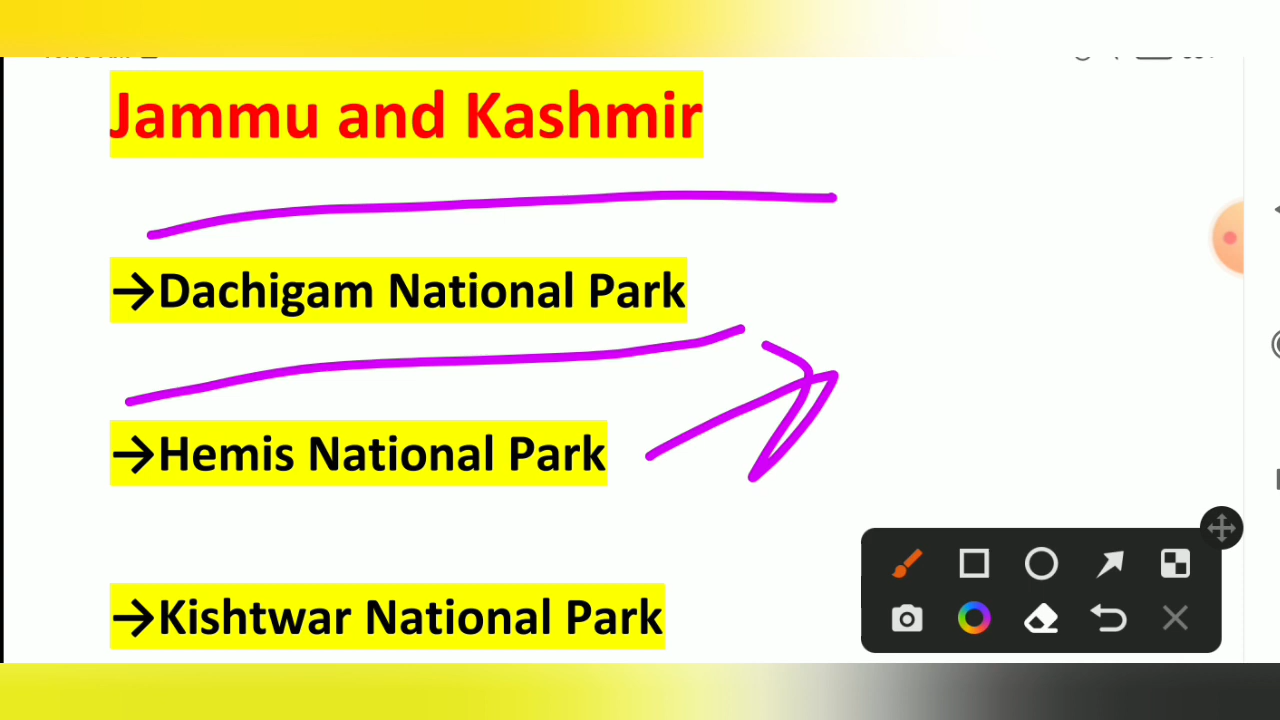 Jammu and Kashmir
→Dachigam National Park
→Hemis National Park
→Kishtwar National Park